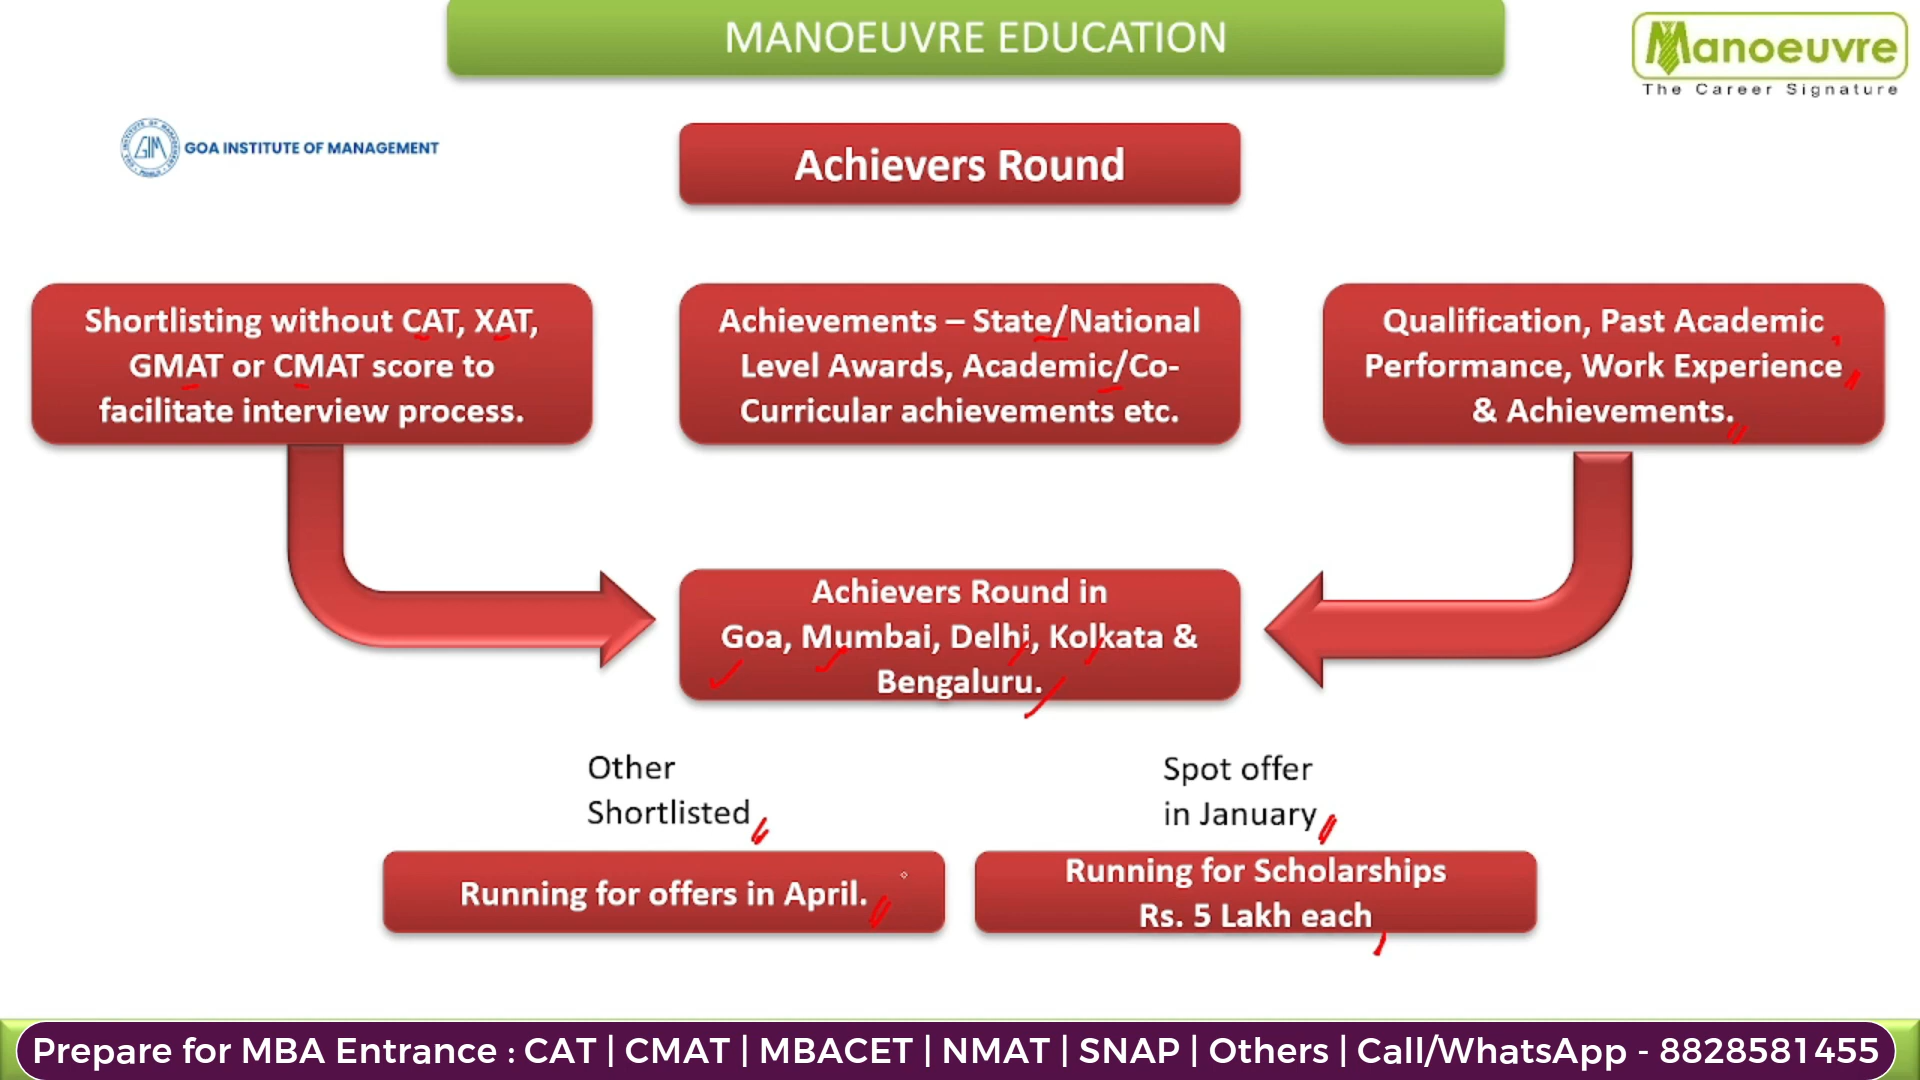 MANOEUVRE EDUCATION
Manoeuvre
The Career Signature
GIM
GOA INSTITUTE OF MANAGEMENT
Achievers Round
Shortlisting without CAT, XAT,
GMAT or CMAT score to
facilitate interview process.
Achievements – State/National
Level Awards, Academic/Co-
Curricular achievements etc.
Qualification, Past Academic
Performance, Work Experience
& Achievements.
Achievers Round in
Goa, Mumbai, Delhi, Kolkata &
Bengaluru.
Other
Shortlisted
Spot offer
in January
Running for offers in April.
Running for Scholarships
Rs. 5 Lakh each
Prepare for MBA Entrance : CAT | CMAT | MBACET | NMAT | SNAP | Others | Call/WhatsApp - 8828581455